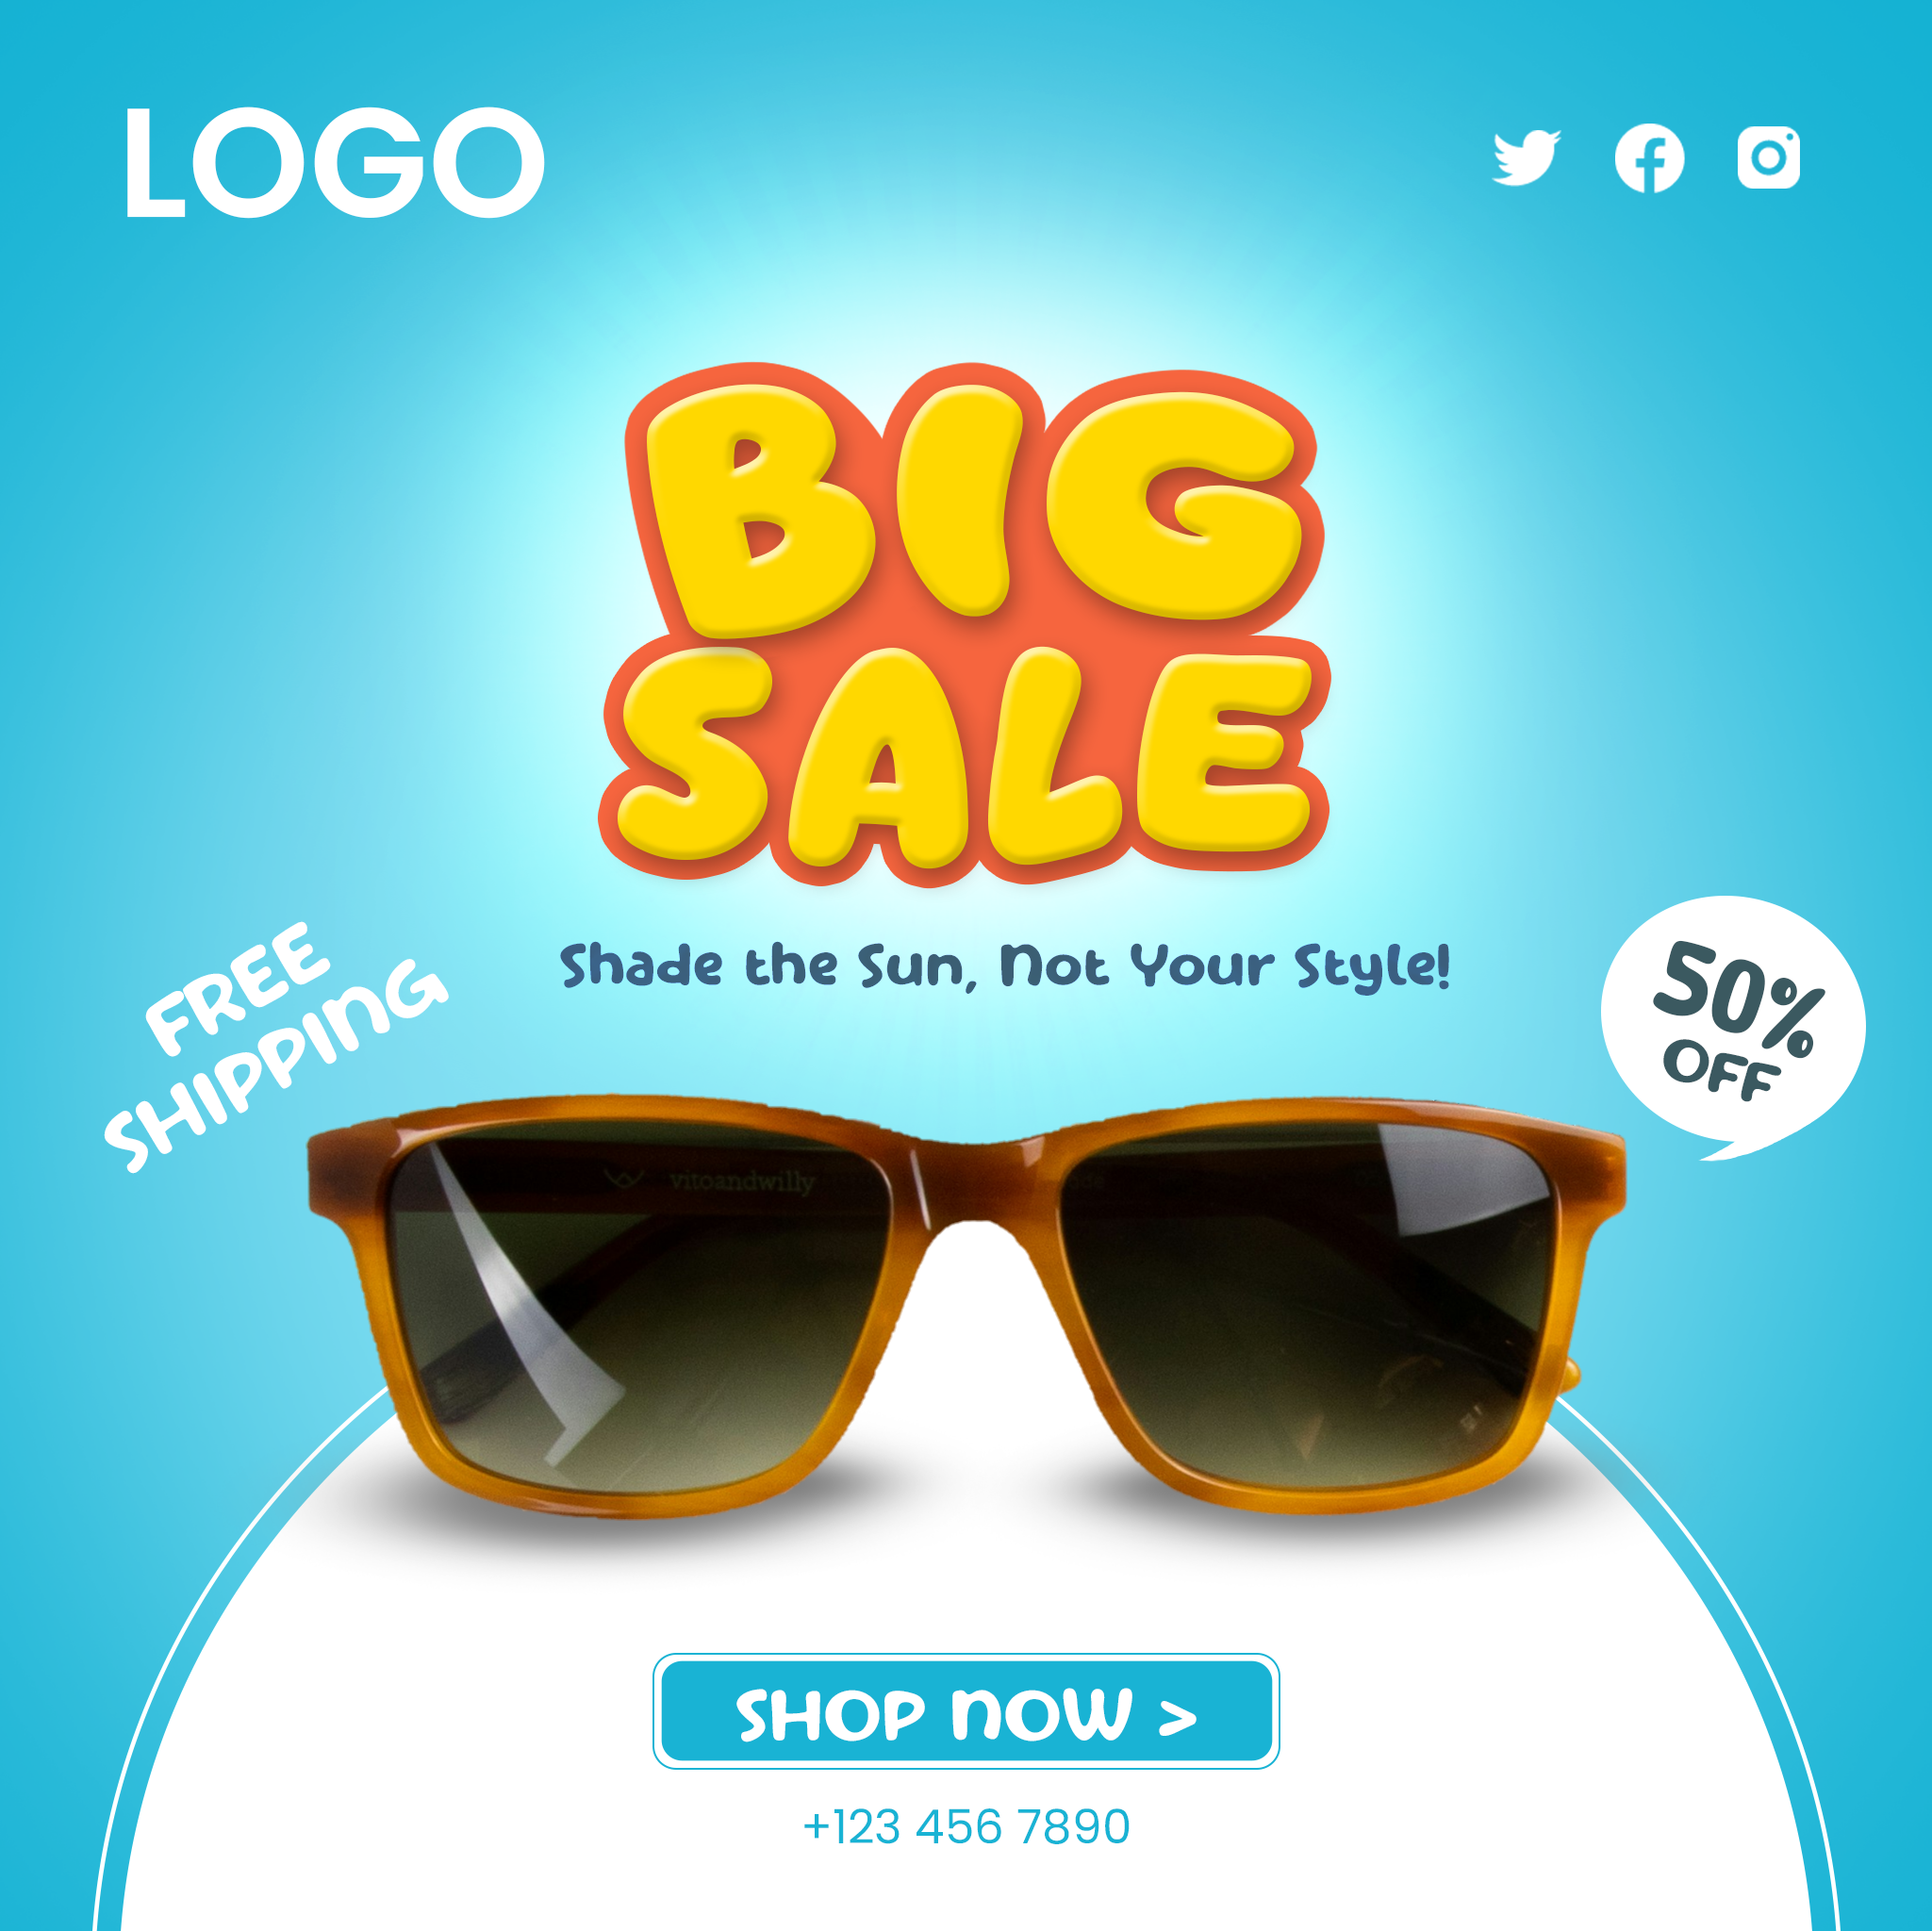 LOGO
BIG
SALE
Shade the Sun, Not Your Style!
FREE
SHIPPING
50%
OFF
vitoandwilly
SHOP NOW >
+123 456 7890